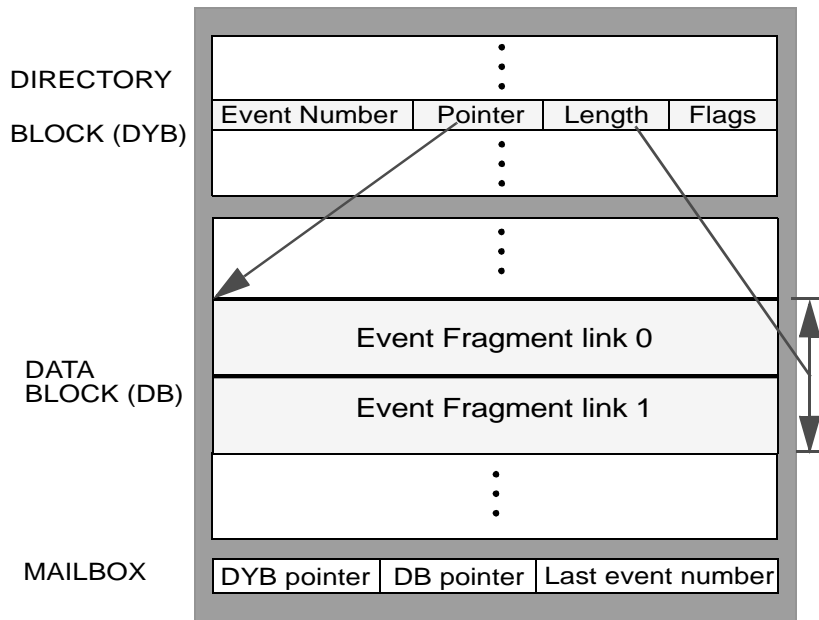 DIRECTORY
BLOCK (DYB)
Event Number Pointer Length Flags
Event Fragment link 0
DATA
BLOCK (DB)
Event Fragment link 1
MAILBOX
DYB pointer DB pointer Last event number